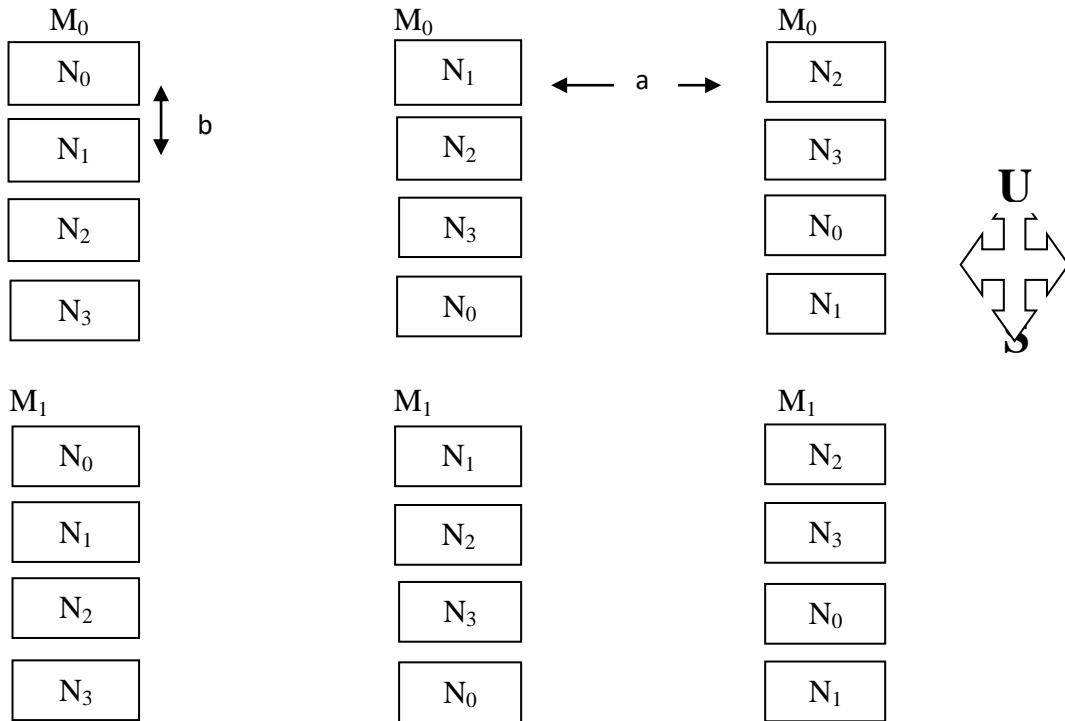 M₀ M₀ M₀
N₀ N₁ a N₂
b
N₁ N₂ N₃
U
N₂ N₃ N₀
N₃ N₀ N₁
S
M₁ M₁ M₁
N₀ N₁ N₂
N₁ N₂ N₃
N₂ N₃ N₀
N₃ N₀ N₁